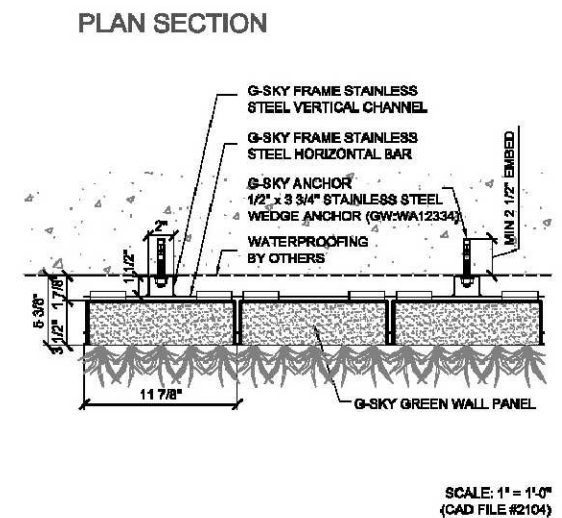 PLAN SECTION
G-SKY FRAME STAINLESS
STEEL VERTICAL CHANNEL
G-SKY FRAME STAINLESS
STEEL HORIZONTAL BAR
G-SKY ANCHOR
1/2" x 3 3/4" STAINLESS STEEL
WEDGE ANCHOR (GW:WA12334)
WATERPROOFING
BY OTHERS
MIN 2 1/2" EMBED
2"
1 1/2"
1 7/8"
5 3/8"
3 1/2"
11 7/8"
G-SKY GREEN WALL PANEL
SCALE: 1" = 1'-0"
(CAD FILE #2104)